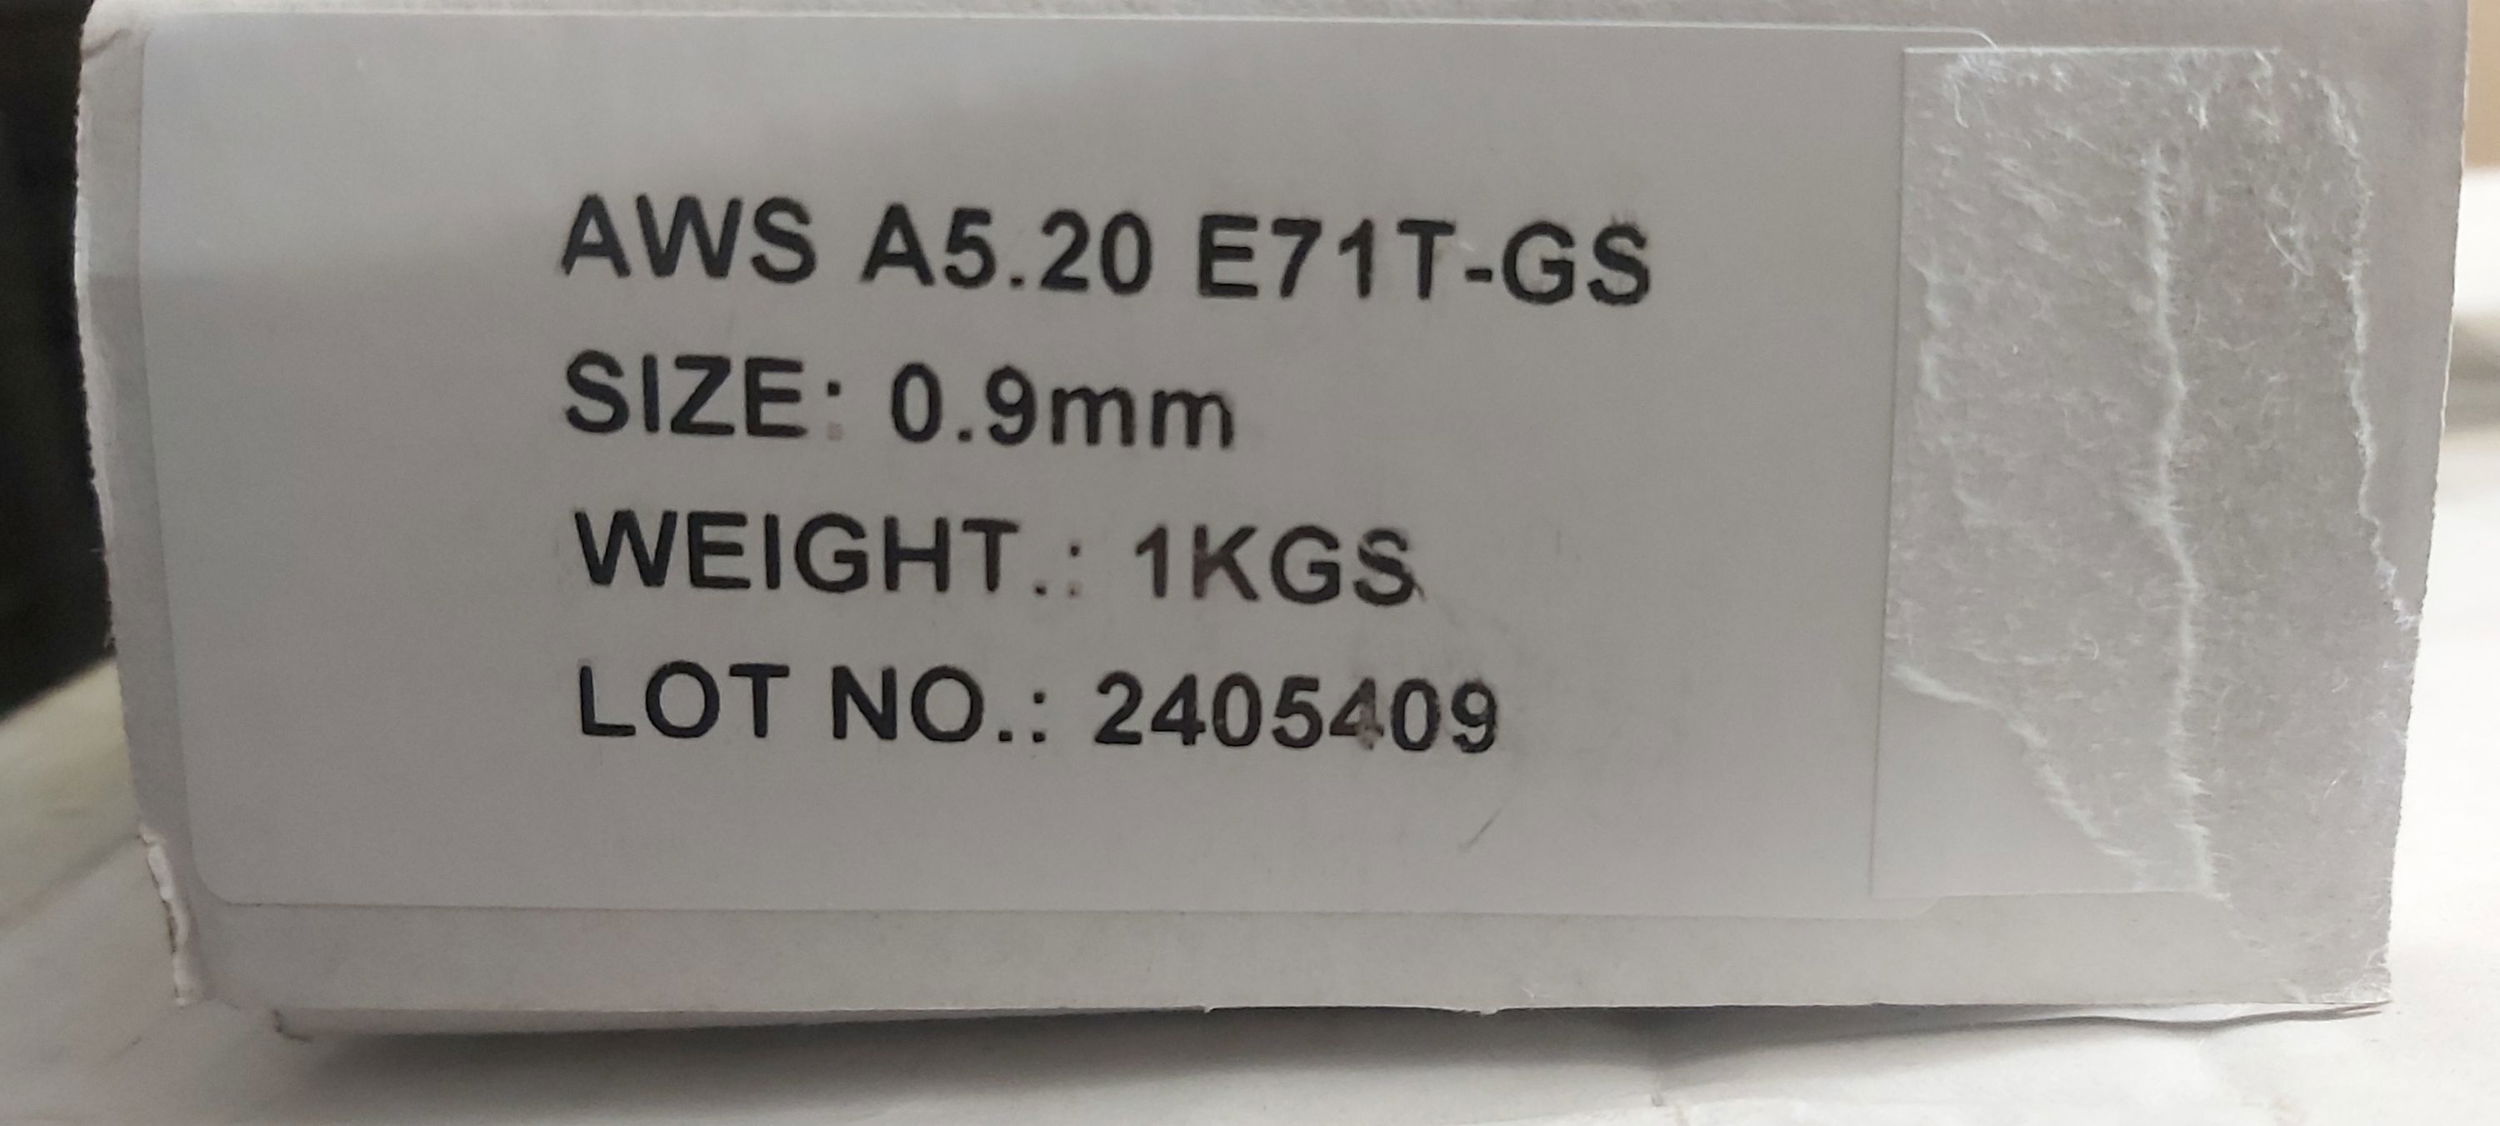 AWS A5.20 E71T-GS
SIZE: 0.9mm
WEIGHT.: 1KGS
LOT NO.: 2405409